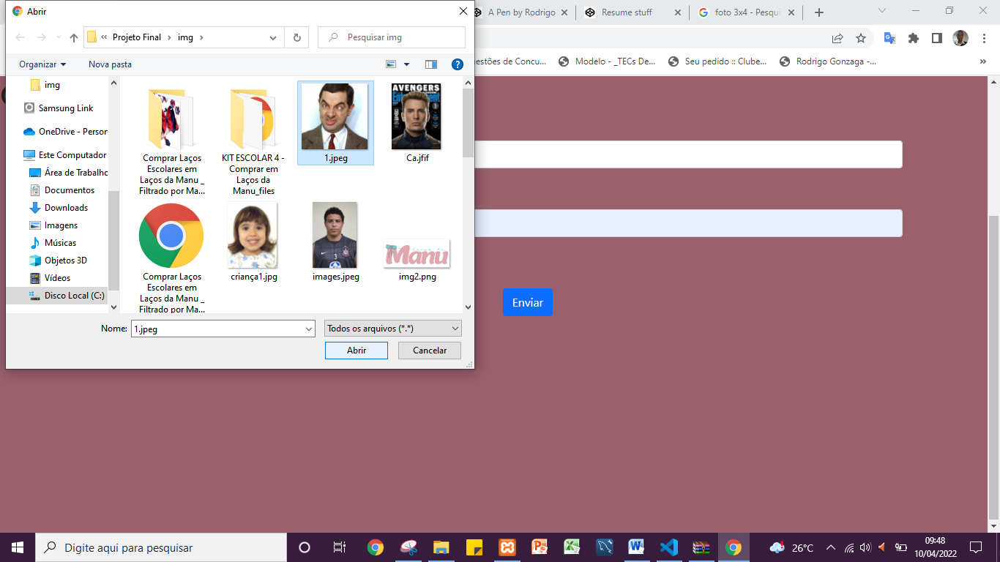 Abrir
A Pen by Rodrigo
Resume stuff
foto 3x4 - Pesqui
Projeto Final
img
Pesquisar img
Organizar
Nova pasta
estões de Concu...
Modelo - _TECs De...
Seu pedido :: Clube...
Rodrigo Gonzaga -...
img
Samsung Link
OneDrive - Person
Este Computador
Área de Trabalho
Documentos
Downloads
Imagens
Músicas
Objetos 3D
Vídeos
Disco Local (C:)
AVENGERS
Comprar Laços
Escolares em
Laços da Manu _
Filtrado por Ma...
KIT ESCOLAR 4 -
Comprar em
Laços da
Manu_files
1.jpeg
Ca.jfif
Manu
Comprar Laços
Escolares em
Laços da Manu _
Filtrado por Ma...
criança1.jpg
images.jpeg
img2.png
Enviar
Nome:
1.jpeg
Todos os arquivos (*.*)
Abrir
Cancelar
Digite aqui para pesquisar
26°C
09:48
10/04/2022